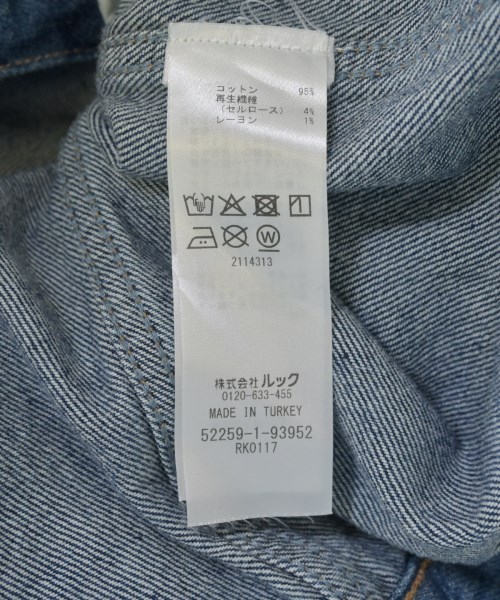 コットン 95%
再生繊維
(セルロース) 4%
レーヨン 1%
W
2114313
株式会社ルック
0120-633-455
MADE IN TURKEY
52259-1-93952
RK0117